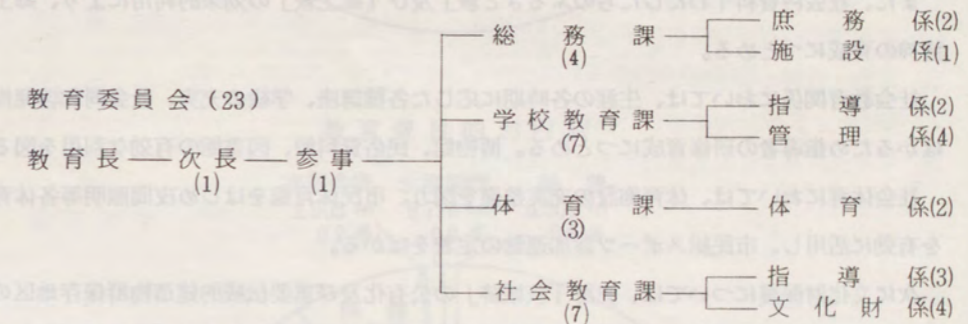 総務課 庶務係(2)
(4) 施設係(1)
教育委員会 (23)
学校教育課 指導係(2)
(7) 管理係(4)
教育長 次長 参事
(1) (1)
体育課 体育係(2)
(3)
社会教育課 指導係(3)
(7) 文化財係(4)